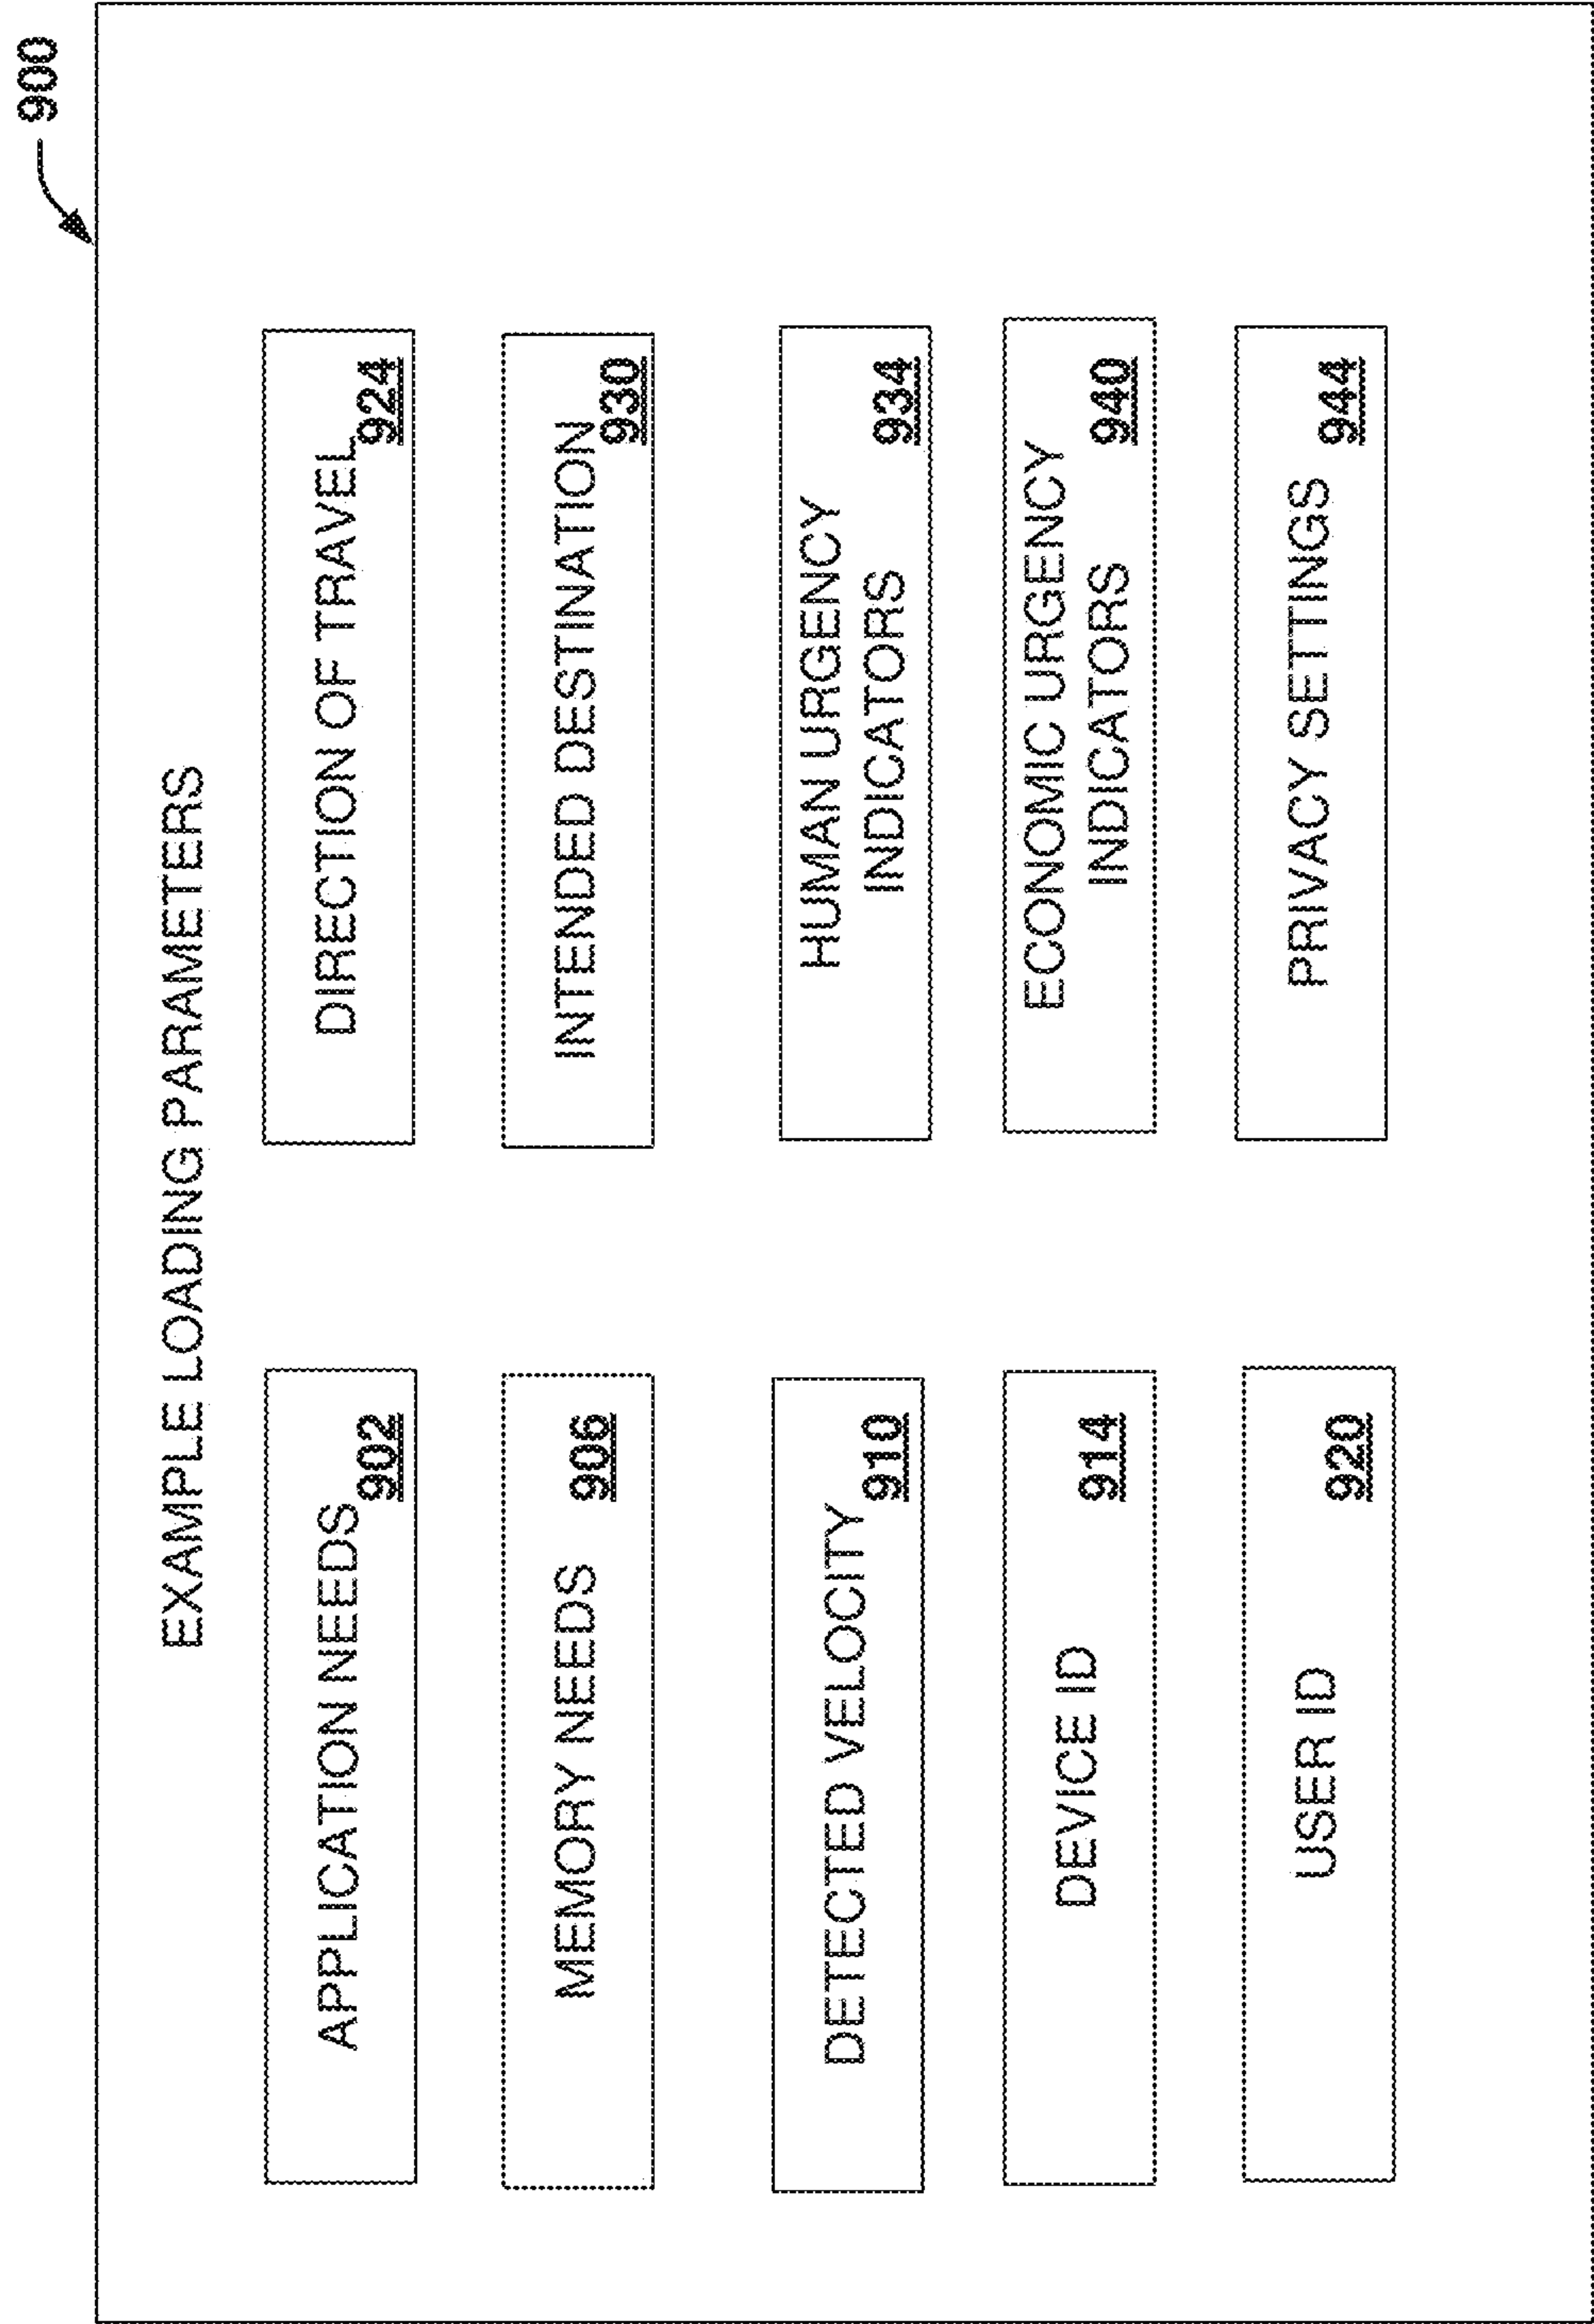 900
EXAMPLE LOADING PARAMETERS
APPLICATION NEEDS
902
MEMORY NEEDS 906
DETECTED VELOCITY
910
DEVICE ID 914
USER ID
920
DIRECTION OF TRAVEL
924
INTENDED DESTINATION
930
HUMAN URGENCY
INDICATORS 934
ECONOMIC URGENCY
INDICATORS 940
PRIVACY SETTINGS
944